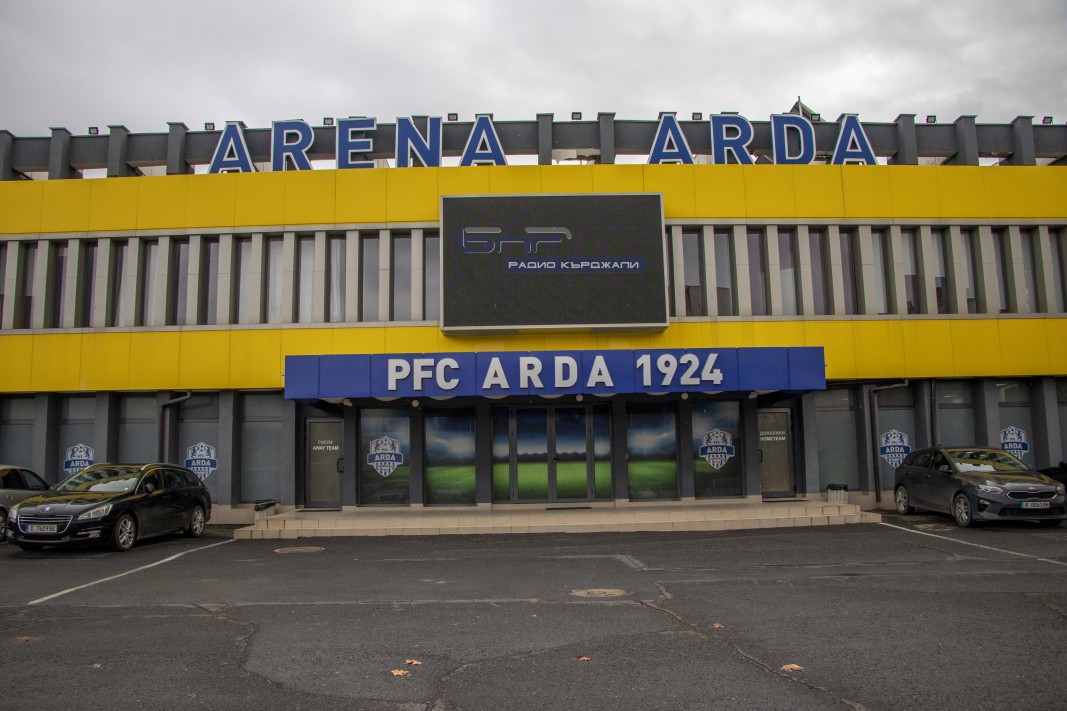 ARENA ARDA
БНР
РАДИО КЪРДЖАЛИ
PFC ARDA 1924
ГОСТИ
AWAY TEAM
ДОМАКИНИ
HOME TEAM
ARDA
ARDA
ARDA
ARDA
ARDA
ARDA